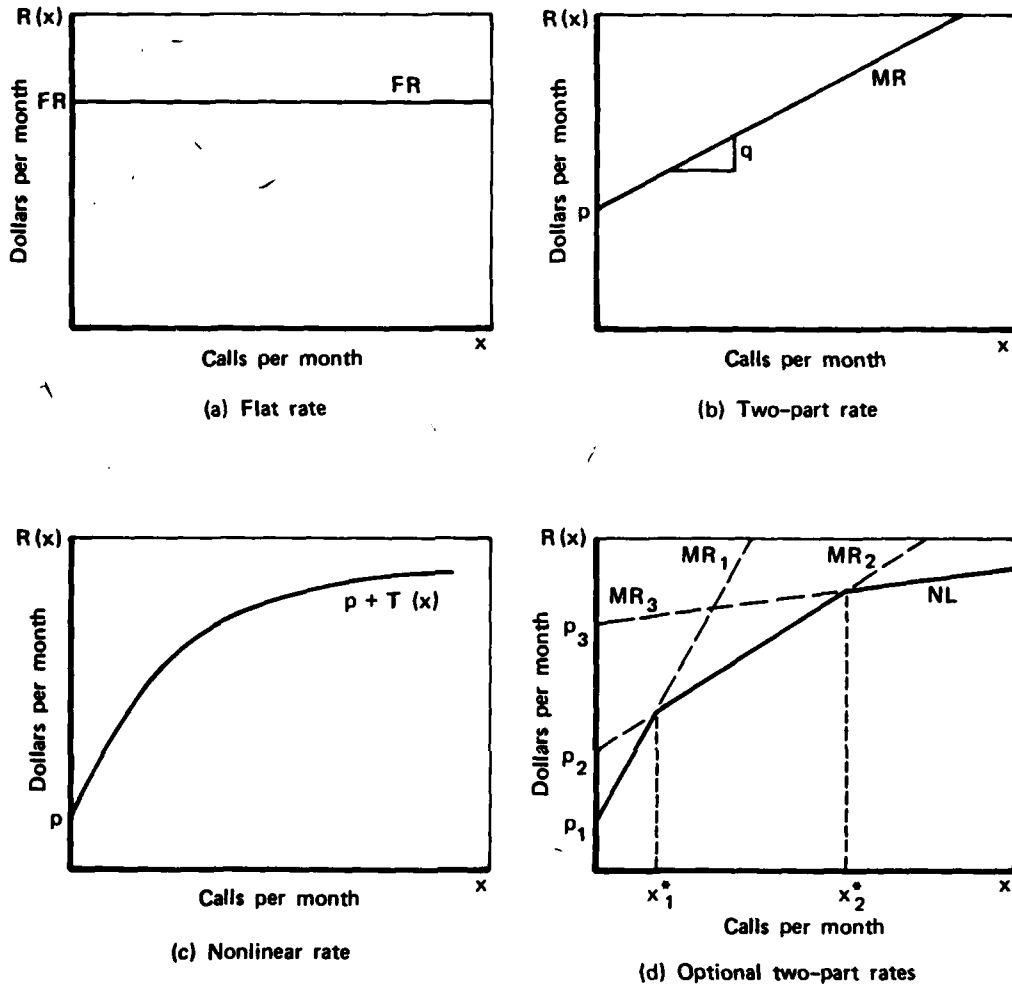 R(x)
Dollars per month
FR
FR
Calls per month
x
(a) Flat rate
R(x)
Dollars per month
p
MR
q
Calls per month
x
(b) Two-part rate
R(x)
Dollars per month
p
p + T(x)
Calls per month
x
(c) Nonlinear rate
R(x)
Dollars per month
MR1
MR2
MR3
NL
p3
p2
p1
x*1
x*2
x
Calls per month
(d) Optional two-part rates